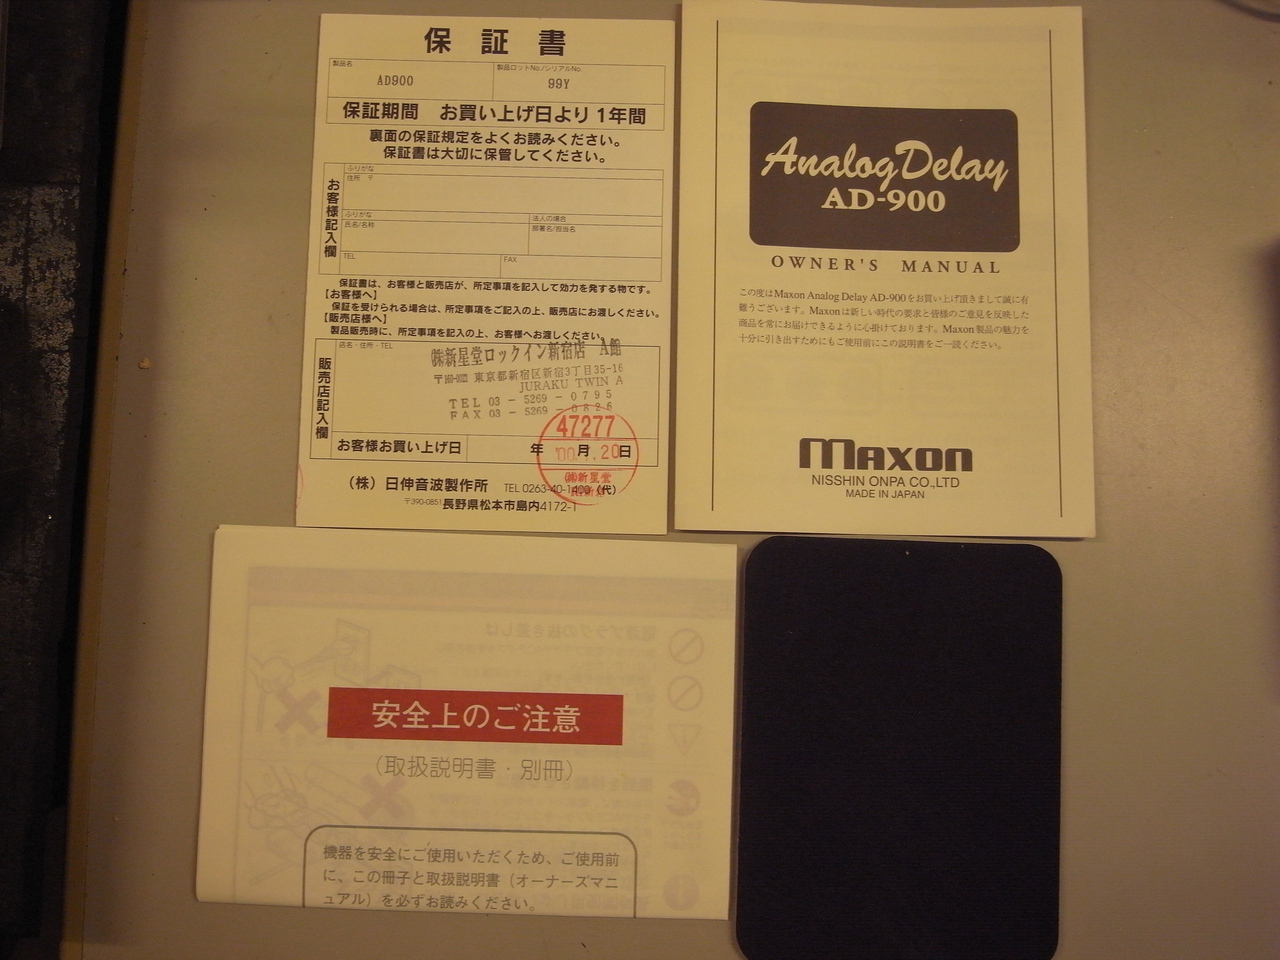 保証書
製品名
製品ロットNo./シリアルNo.
AD900
99Y
保証期間 お買い上げ日より1年間
裏面の保証規定をよくお読みください。
保証書は大切に保管してください。
お客様記入欄
ふりがな
住所 〒
ふりがな
氏名/名称
法人の場合
部署名/担当名
TEL
FAX
保証書は、お客様と販売店が、所定事項を記入して効力を発する物です。
【お客様へ】
保証を受けられる場合は、所定事項をご記入の上、販売店にお渡しください。
【販売店様へ】
製品販売時に、所定事項を記入の上、お客様へお渡しください。
販売店記入欄
店名・住所・TEL
㈱新星堂ロックイン新宿店 A館
東京都新宿区新宿3丁目35-16
JURAKU TWIN A
TEL 03-5269-0795
FAX 03-5269-0826
お客様お買い上げ日
年 月 日
47277
㈱新星堂
(株)日伸音波製作所 TEL 0263-40-1400 (代)
〒390-0851 長野県松本市島内4172-1
Analog Delay
AD-900
OWNER'S MANUAL
この度はMaxon Analog Delay AD-900をお買い上げ頂きまして誠に有
難うございます。Maxonは新しい時代の要求と皆様のご意見を反映した
商品を常にお届けできるように心掛けております。Maxon製品の魅力を
十分に引き出すためにもご使用前にこの説明書をご一読ください。
Maxon
NISSHIN ONPA CO.,LTD
MADE IN JAPAN
安全上のご注意
(取扱説明書・別冊)
機器を安全にご使用いただくため、ご使用前
に、この冊子と取扱説明書(オーナーズマニ
ュアル)を必ずお読みください。